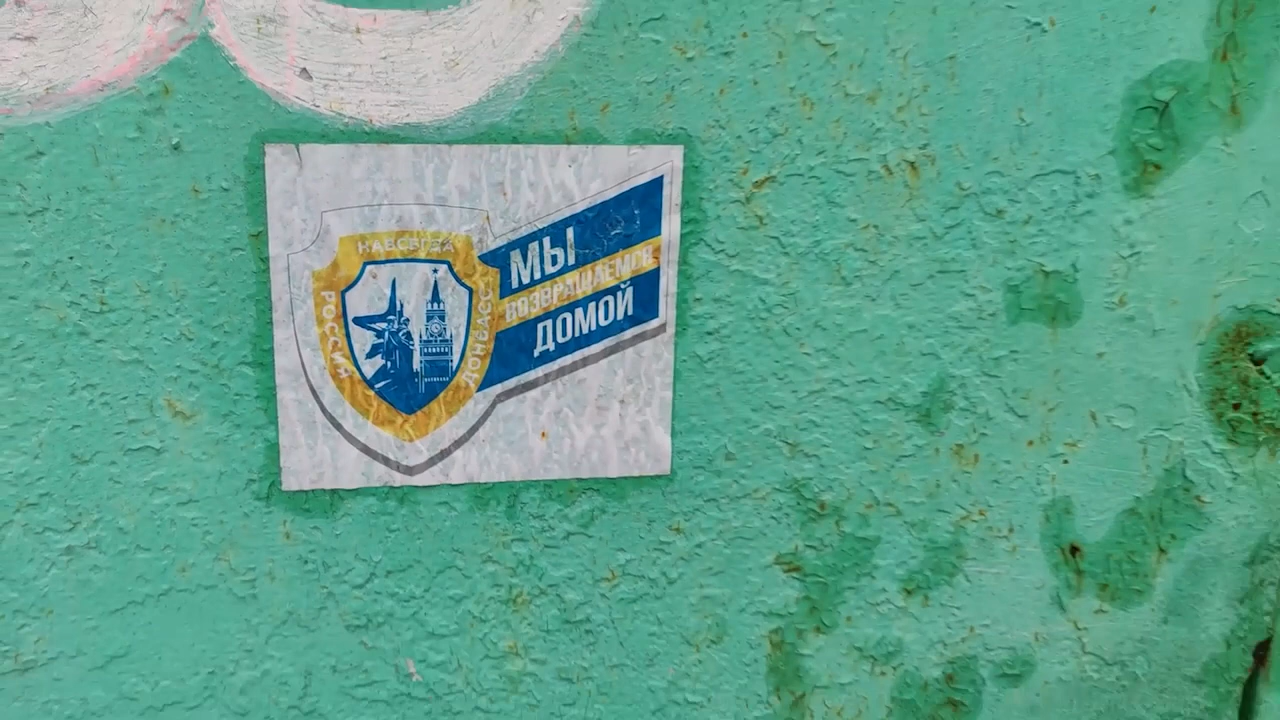 НАВСЕГДА
РОССИЯ
ДОНБАСС
МЫ
ВОЗВРАЩАЕМСЯ
ДОМОЙ